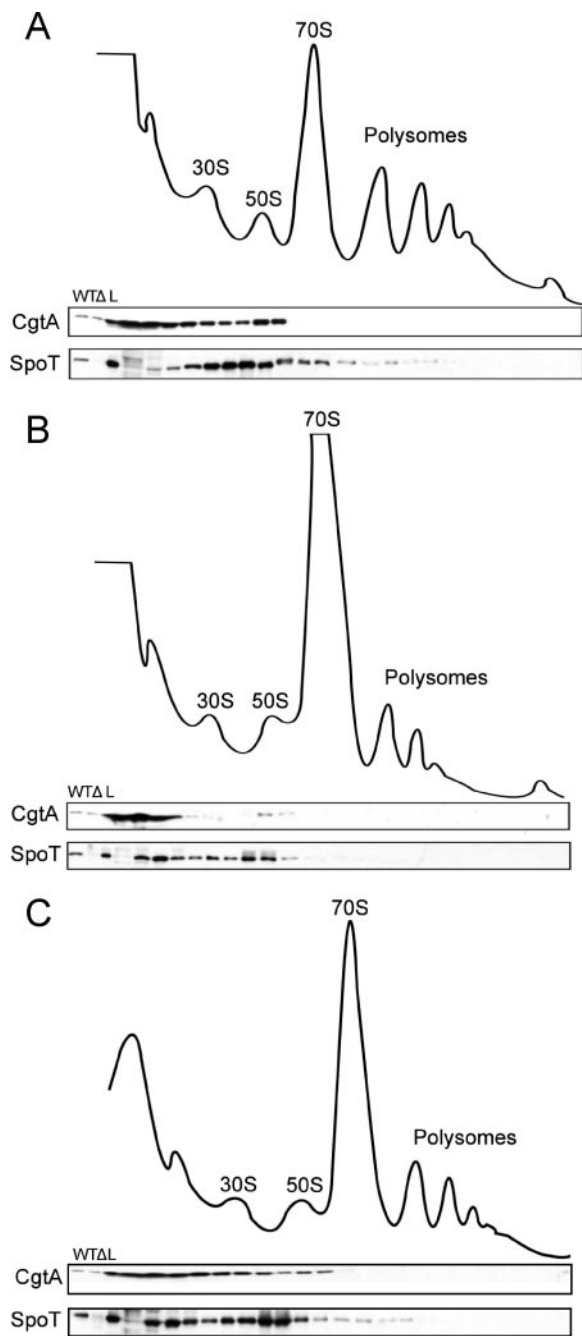 A
70S
Polysomes
30S
50S
WTΔ L
CgtA
SpoT
B
70S
Polysomes
30S
50S
WTΔ L
CgtA
SpoT
C
70S
Polysomes
30S
50S
WTΔL
CgtA
SpoT